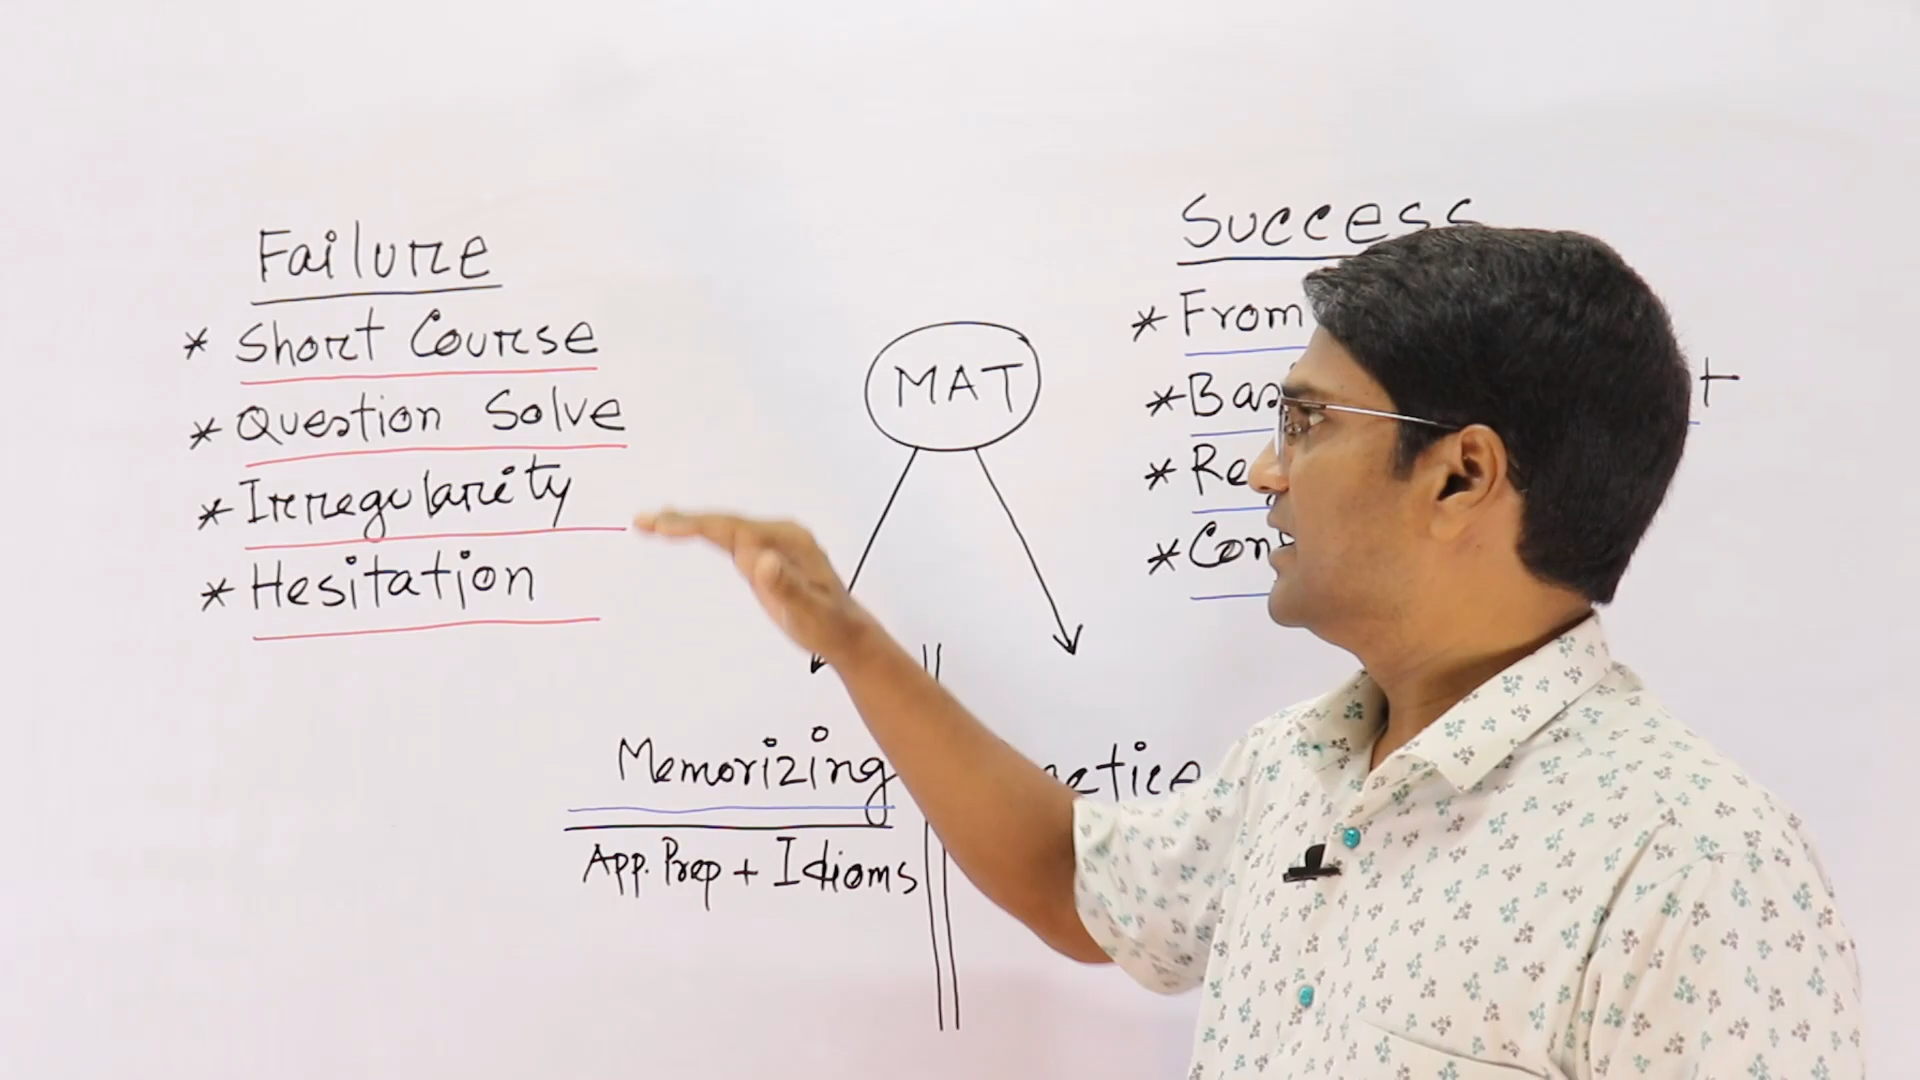 Failure
* Short Course
* Question Solve
* Irregularity
* Hesitation
Success
* From
*
*
*
MAT
Memorizing
App. Prep + Idioms